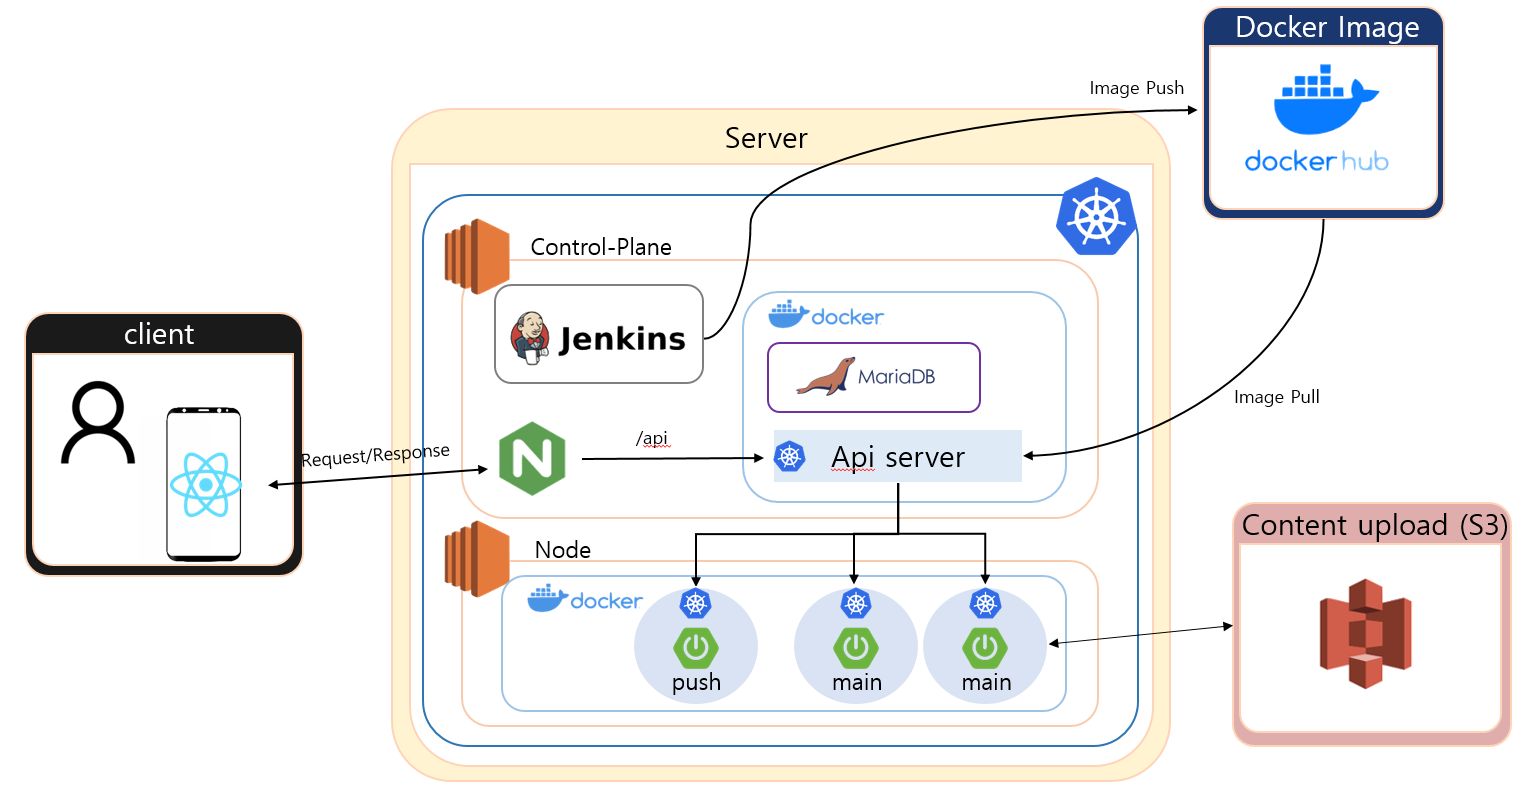 Docker Image
docker hub
Image Push
Server
Control-Plane
Jenkins
docker
MariaDB
client
Image Pull
/api
Request/Response
Api server
Content upload (S3)
Node
docker
push
main
main